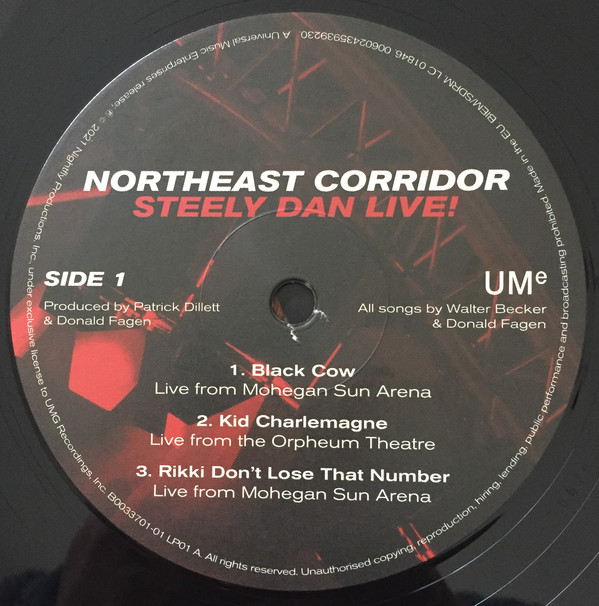 NORTHEAST CORRIDOR
STEELY DAN LIVE!
SIDE 1
Produced by Patrick Dillett
& Donald Fagen
UMe
All songs by Walter Becker
& Donald Fagen
1. Black Cow
Live from Mohegan Sun Arena
2. Kid Charlemagne
Live from the Orpheum Theatre
3. Rikki Don't Lose That Number
Live from Mohegan Sun Arena
℗ © 2021 Nightfly Productions, Inc. under exclusive license to UMG Recordings, Inc. B0033701-01 LP01 A. All rights reserved. Unauthorised copying, reproduction, hiring, lending, public performance and broadcasting prohibited. Made in the EU BIEM/SDRM LC 01846. 00602435939230 A Universal Music Enterprises release.